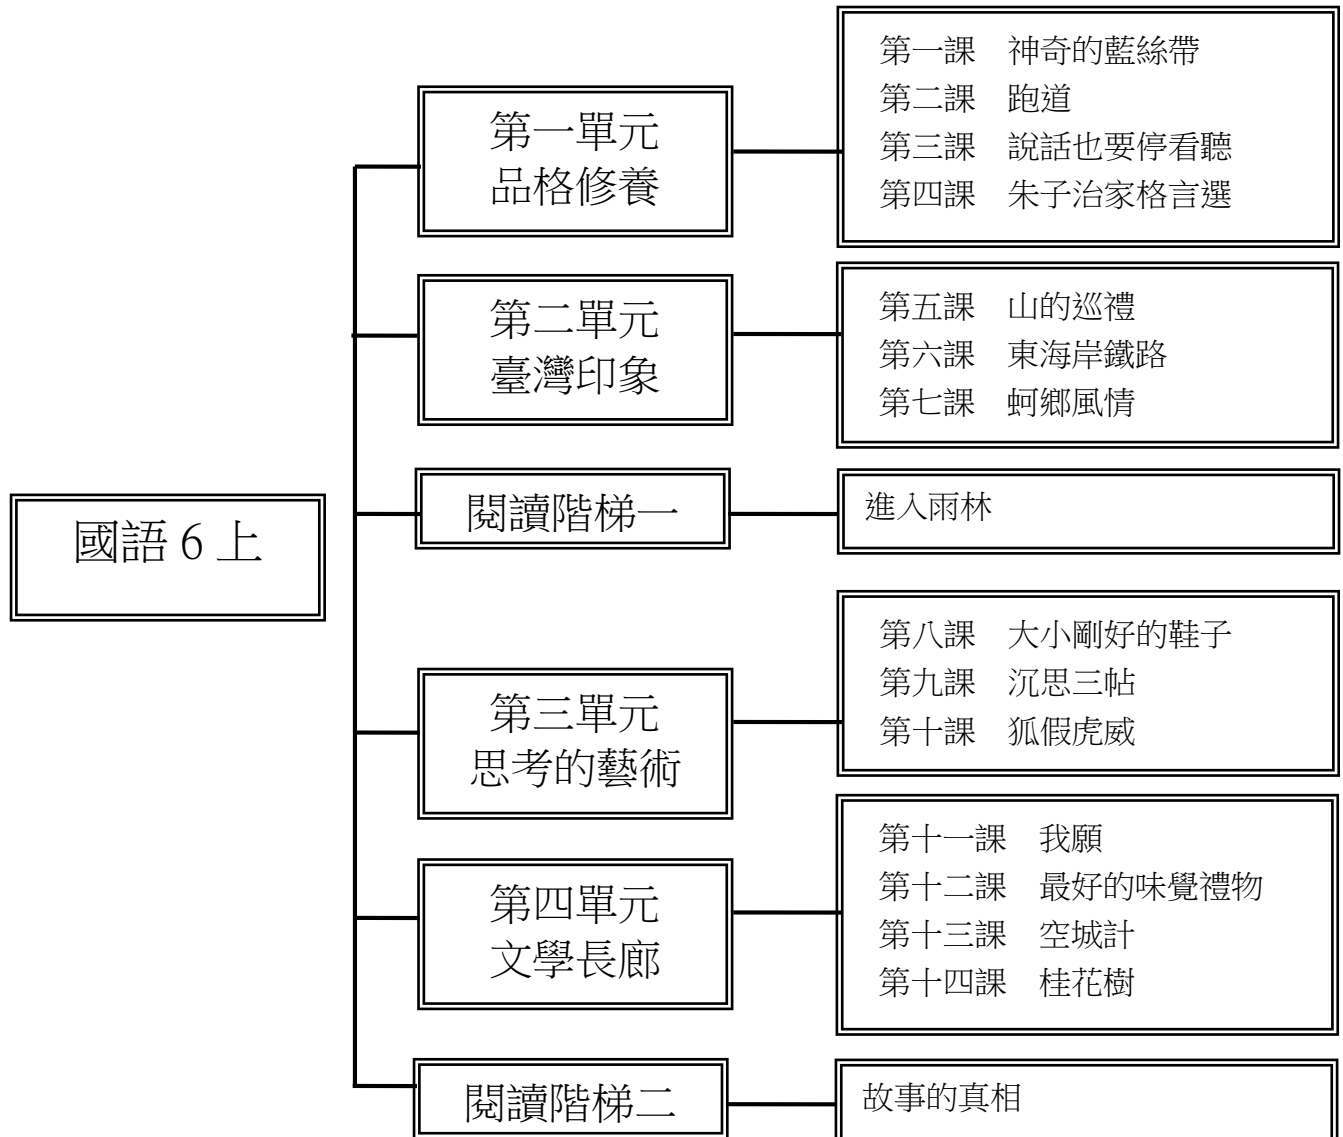 國語 6 上
第一單元
品格修養
第一課　神奇的藍絲帶
第二課　跑道
第三課　說話也要停看聽
第四課　朱子治家格言選
第二單元
臺灣印象
第五課　山的巡禮
第六課　東海岸鐵路
第七課　蚵鄉風情
閱讀階梯一
進入雨林
第三單元
思考的藝術
第八課　大小剛好的鞋子
第九課　沉思三帖
第十課　狐假虎威
第四單元
文學長廊
第十一課　我願
第十二課　最好的味覺禮物
第十三課　空城計
第十四課　桂花樹
閱讀階梯二
故事的真相